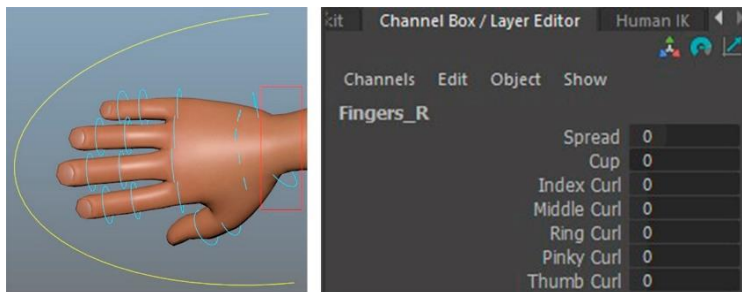 Channel Box / Layer Editor Human IK
Channels Edit Object Show
Fingers_R
Spread 0
Cup 0
Index Curl 0
Middle Curl 0
Ring Curl 0
Pinky Curl 0
Thumb Curl 0